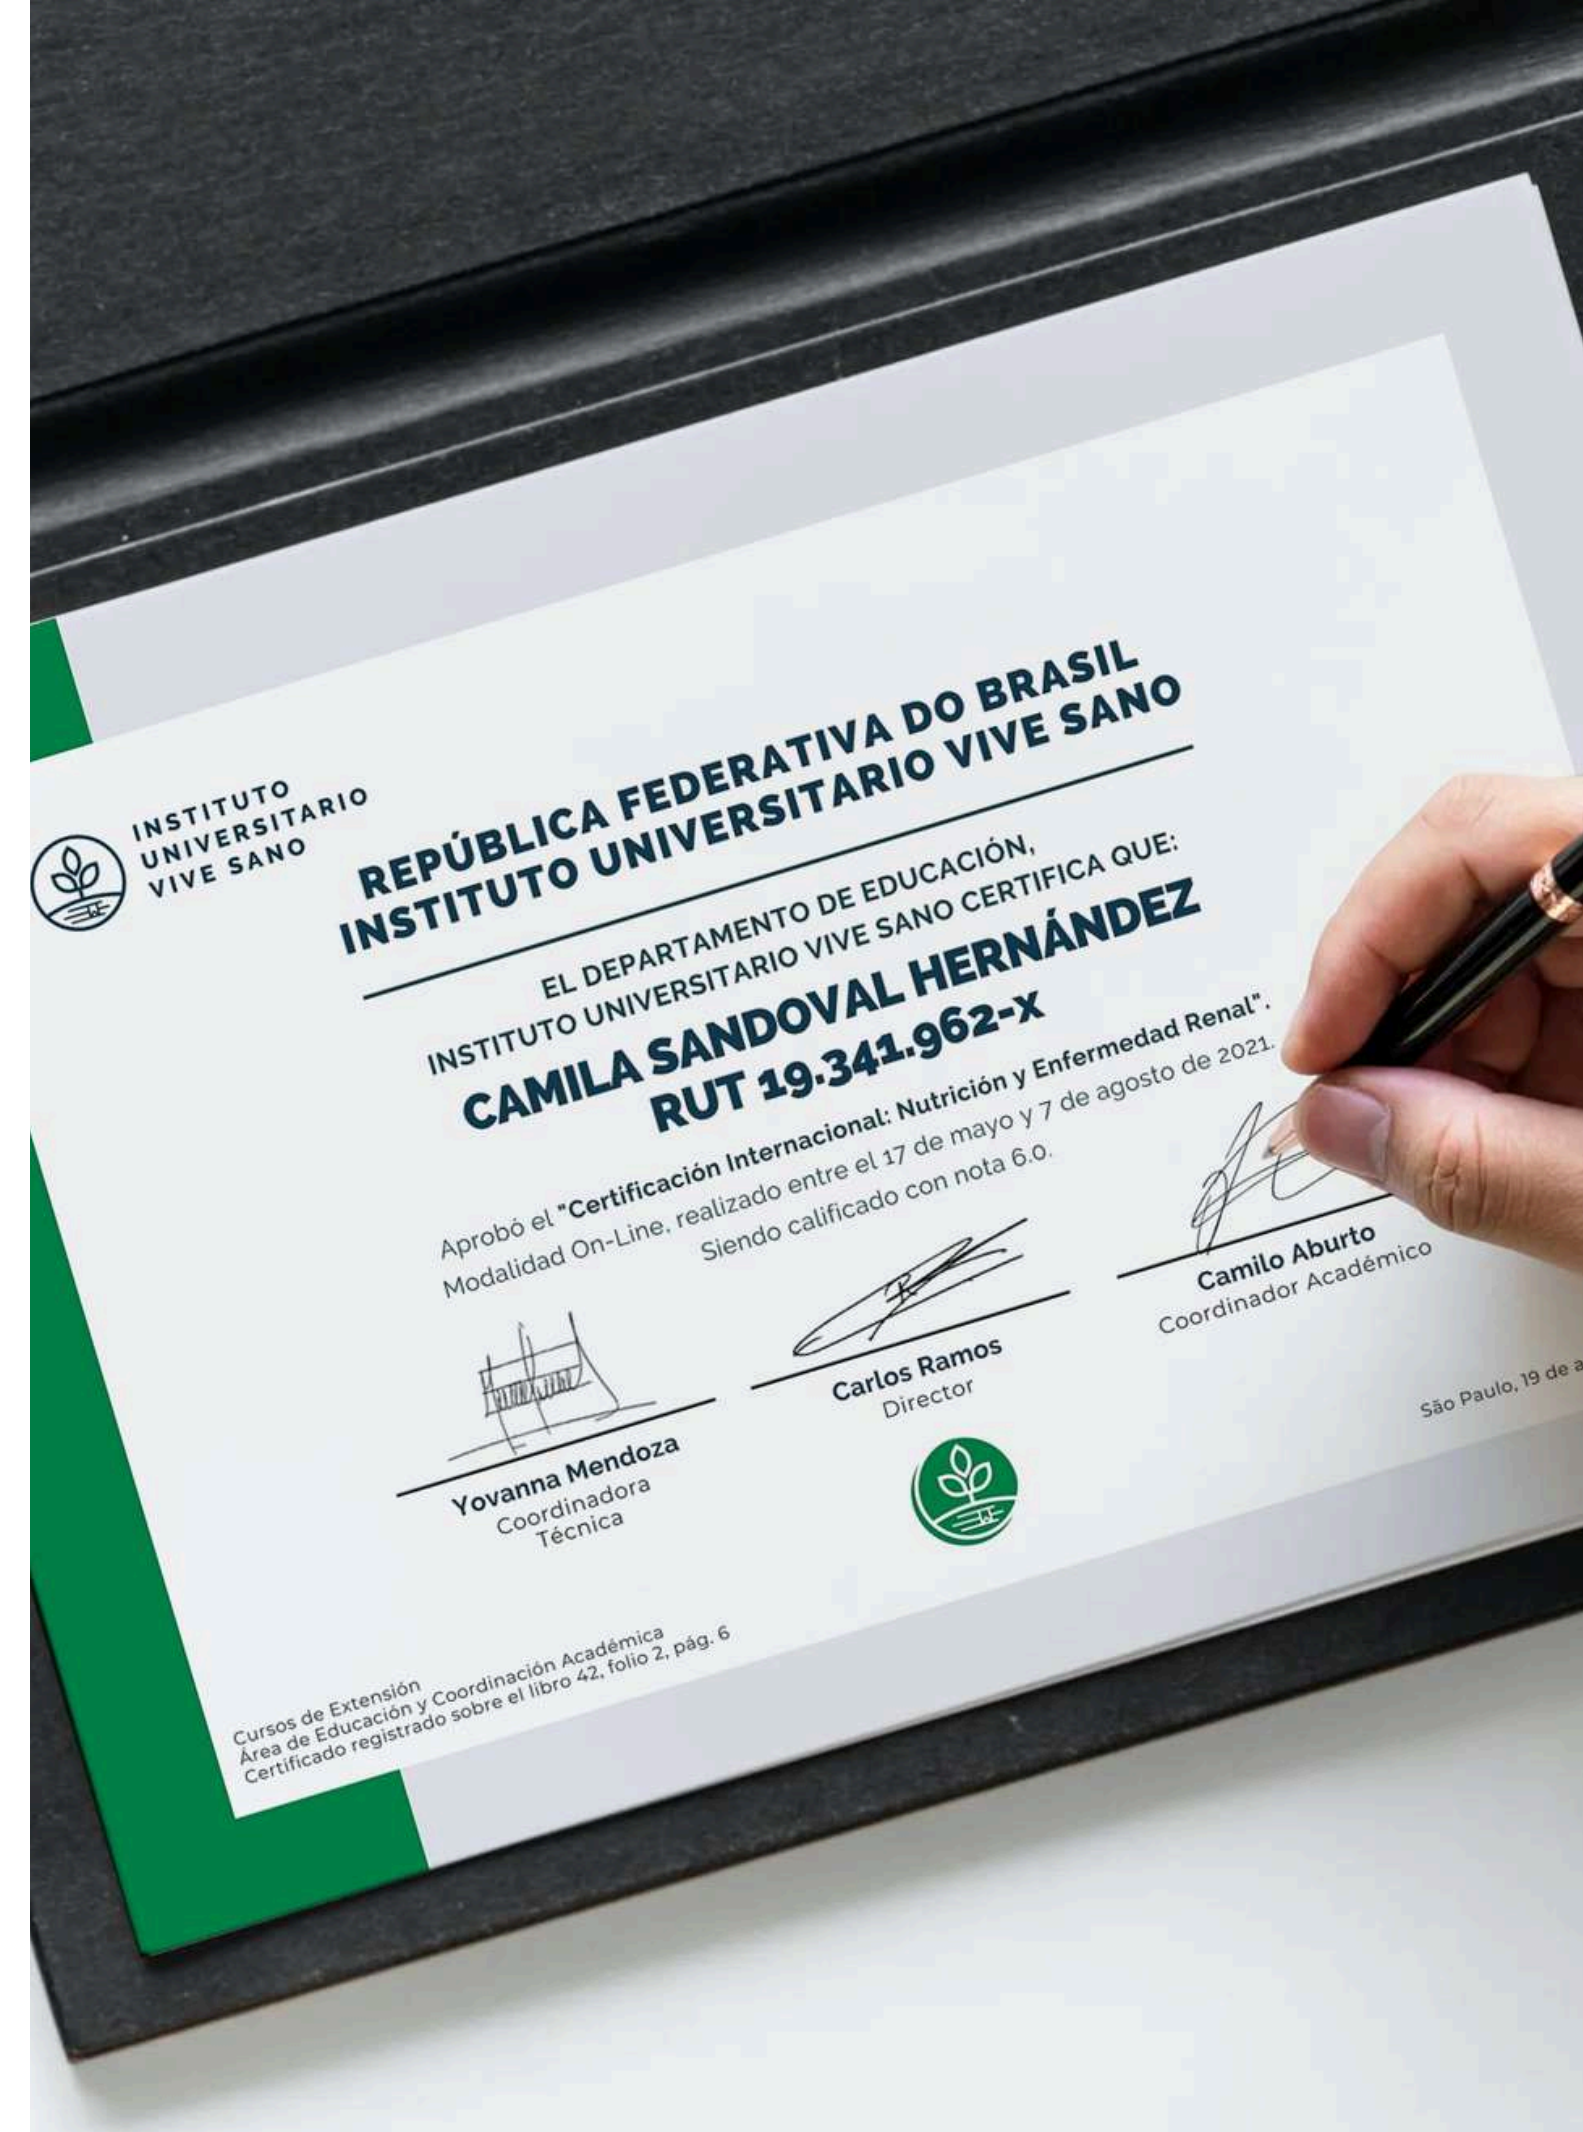 INSTITUTO
UNIVERSITARIO
VIVE SANO
REPÚBLICA FEDERATIVA DO BRASIL
INSTITUTO UNIVERSITARIO VIVE SANO
EL DEPARTAMENTO DE EDUCACIÓN,
INSTITUTO UNIVERSITARIO VIVE SANO CERTIFICA QUE:
CAMILA SANDOVAL HERNÁNDEZ
RUT 19.341.962-X
Aprobó el "Certificación Internacional: Nutrición y Enfermedad Renal".
Modalidad On-Line, realizado entre el 17 de mayo y 7 de agosto de 2021.
Siendo calificado con nota 6.0.
Yovanna Mendoza
Coordinadora
Técnica
Carlos Ramos
Director
Camilo Aburto
Coordinador Académico
São Paulo, 19 de a
Cursos de Extensión
Área de Educación y Coordinación Académica
Certificado registrado sobre el libro 42, folio 2, pág. 6